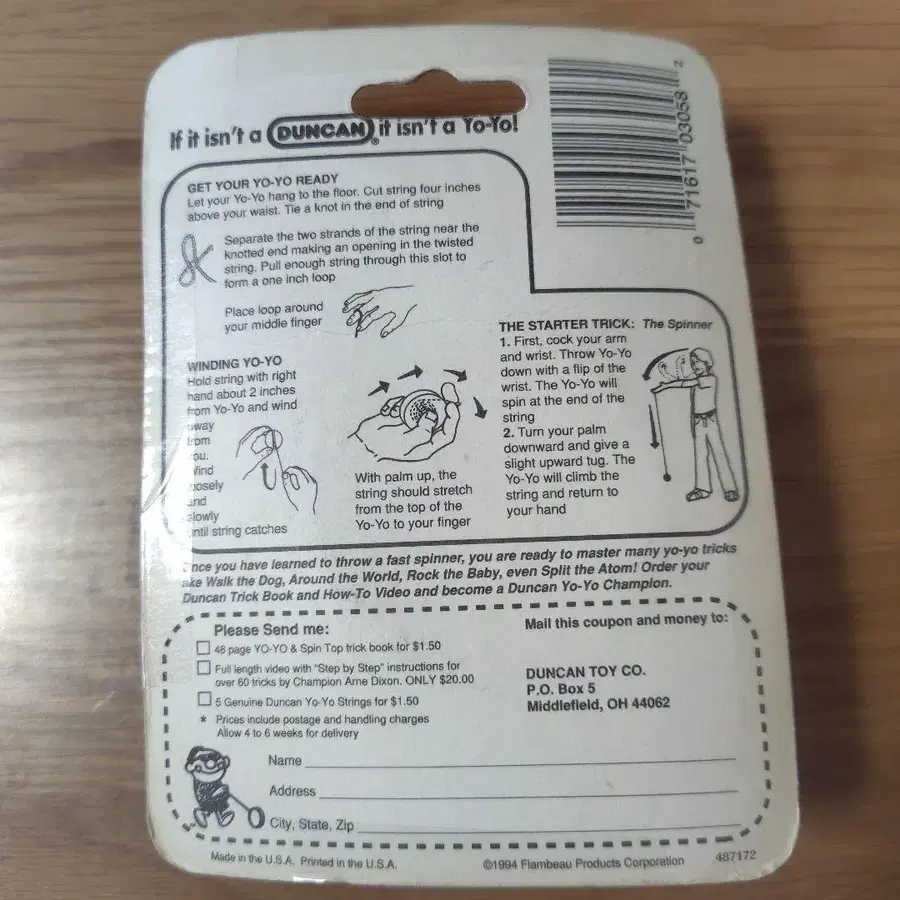 If it isn't a DUNCAN® it isn't a Yo-Yo!
0 71617 03058 2
GET YOUR YO-YO READY
Let your Yo-Yo hang to the floor. Cut string four inches
above your waist. Tie a knot in the end of string
Separate the two strands of the string near the
knotted end making an opening in the twisted
string. Pull enough string through this slot to
form a one inch loop
Place loop around
your middle finger
WINDING YO-YO
Hold string with right
hand about 2 inches
from Yo-Yo and wind
away
from
you.
Wind
loosely
and
slowly
until string catches
With palm up, the
string should stretch
from the top of the
Yo-Yo to your finger
THE STARTER TRICK: The Spinner
1. First, cock your arm
and wrist. Throw Yo-Yo
down with a flip of the
wrist. The Yo-Yo will
spin at the end of the
string
2. Turn your palm
downward and give a
slight upward tug. The
Yo-Yo will climb the
string and return to
your hand
Once you have learned to throw a fast spinner, you are ready to master many yo-yo tricks
like Walk the Dog, Around the World, Rock the Baby, even Split the Atom! Order your
Duncan Trick Book and How-To Video and become a Duncan Yo-Yo Champion.
Please Send me:
48 page YO-YO & Spin Top trick book for $1.50
Full length video with "Step by Step" instructions for
over 60 tricks by Champion Arne Dixon. ONLY $20.00
5 Genuine Duncan Yo-Yo Strings for $1.50
* Prices include postage and handling charges
Allow 4 to 6 weeks for delivery
Mail this coupon and money to:
DUNCAN TOY CO.
P.O. Box 5
Middlefield, OH 44062
Name
Address
City, State, Zip
Made in the U.S.A. Printed in the U.S.A.
©1994 Flambeau Products Corporation
487172